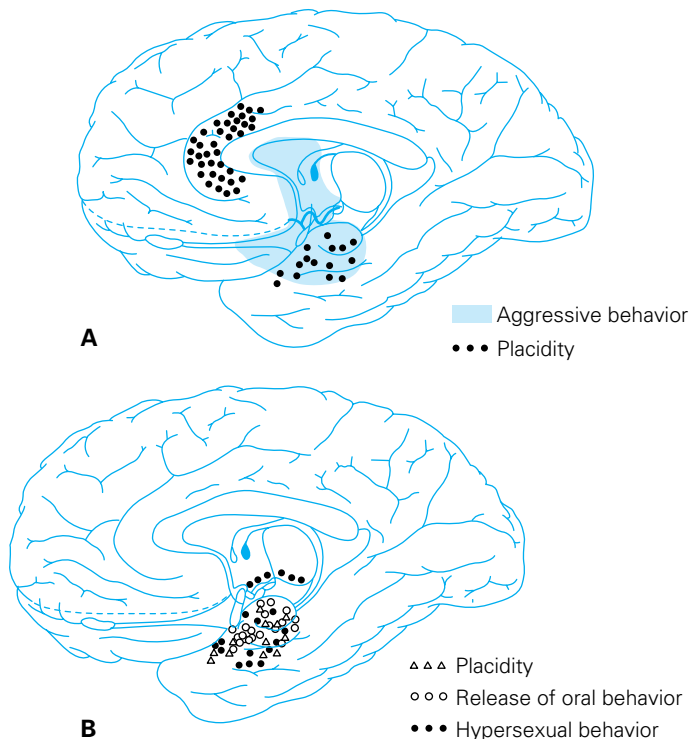 A
Aggressive behavior
Placidity
B
Placidity
Release of oral behavior
Hypersexual behavior